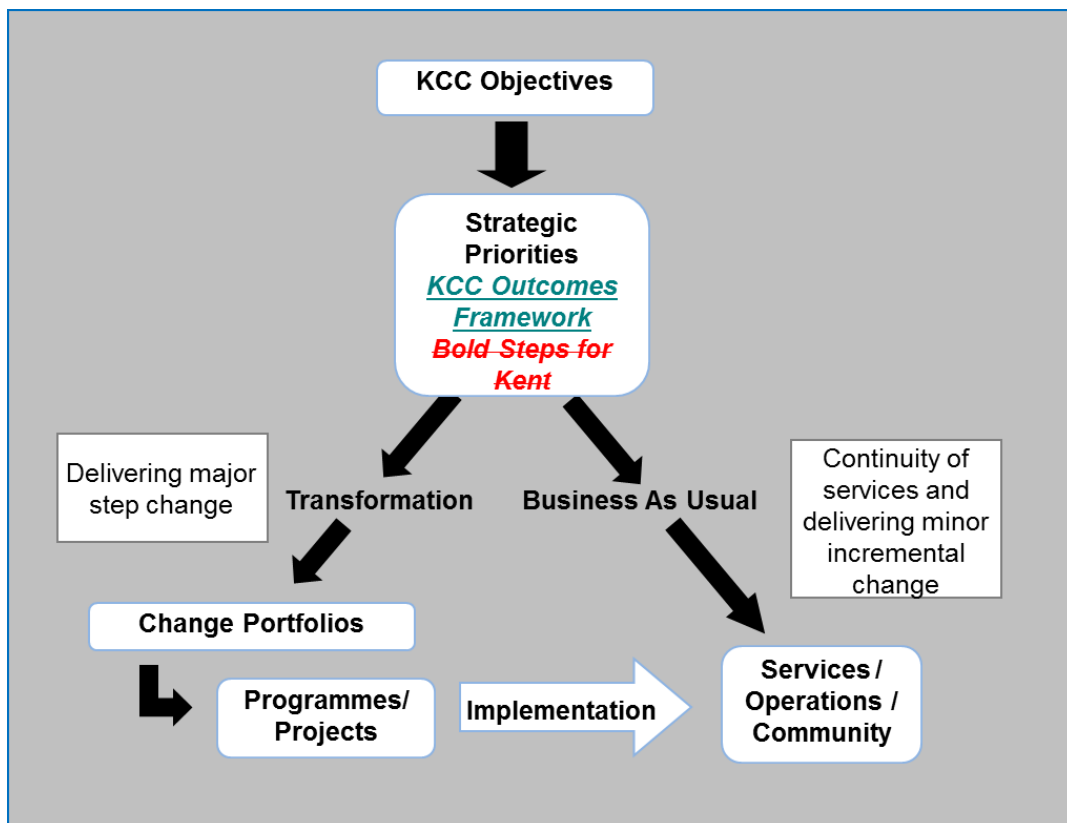 KCC Objectives
Strategic
Priorities
KCC Outcomes
Framework
Bold Steps for
Kent
Delivering major
step change
Transformation
Business As Usual
Continuity of
services and
delivering minor
incremental
change
Change Portfolios
Programmes/
Projects
Implementation
Services /
Operations /
Community